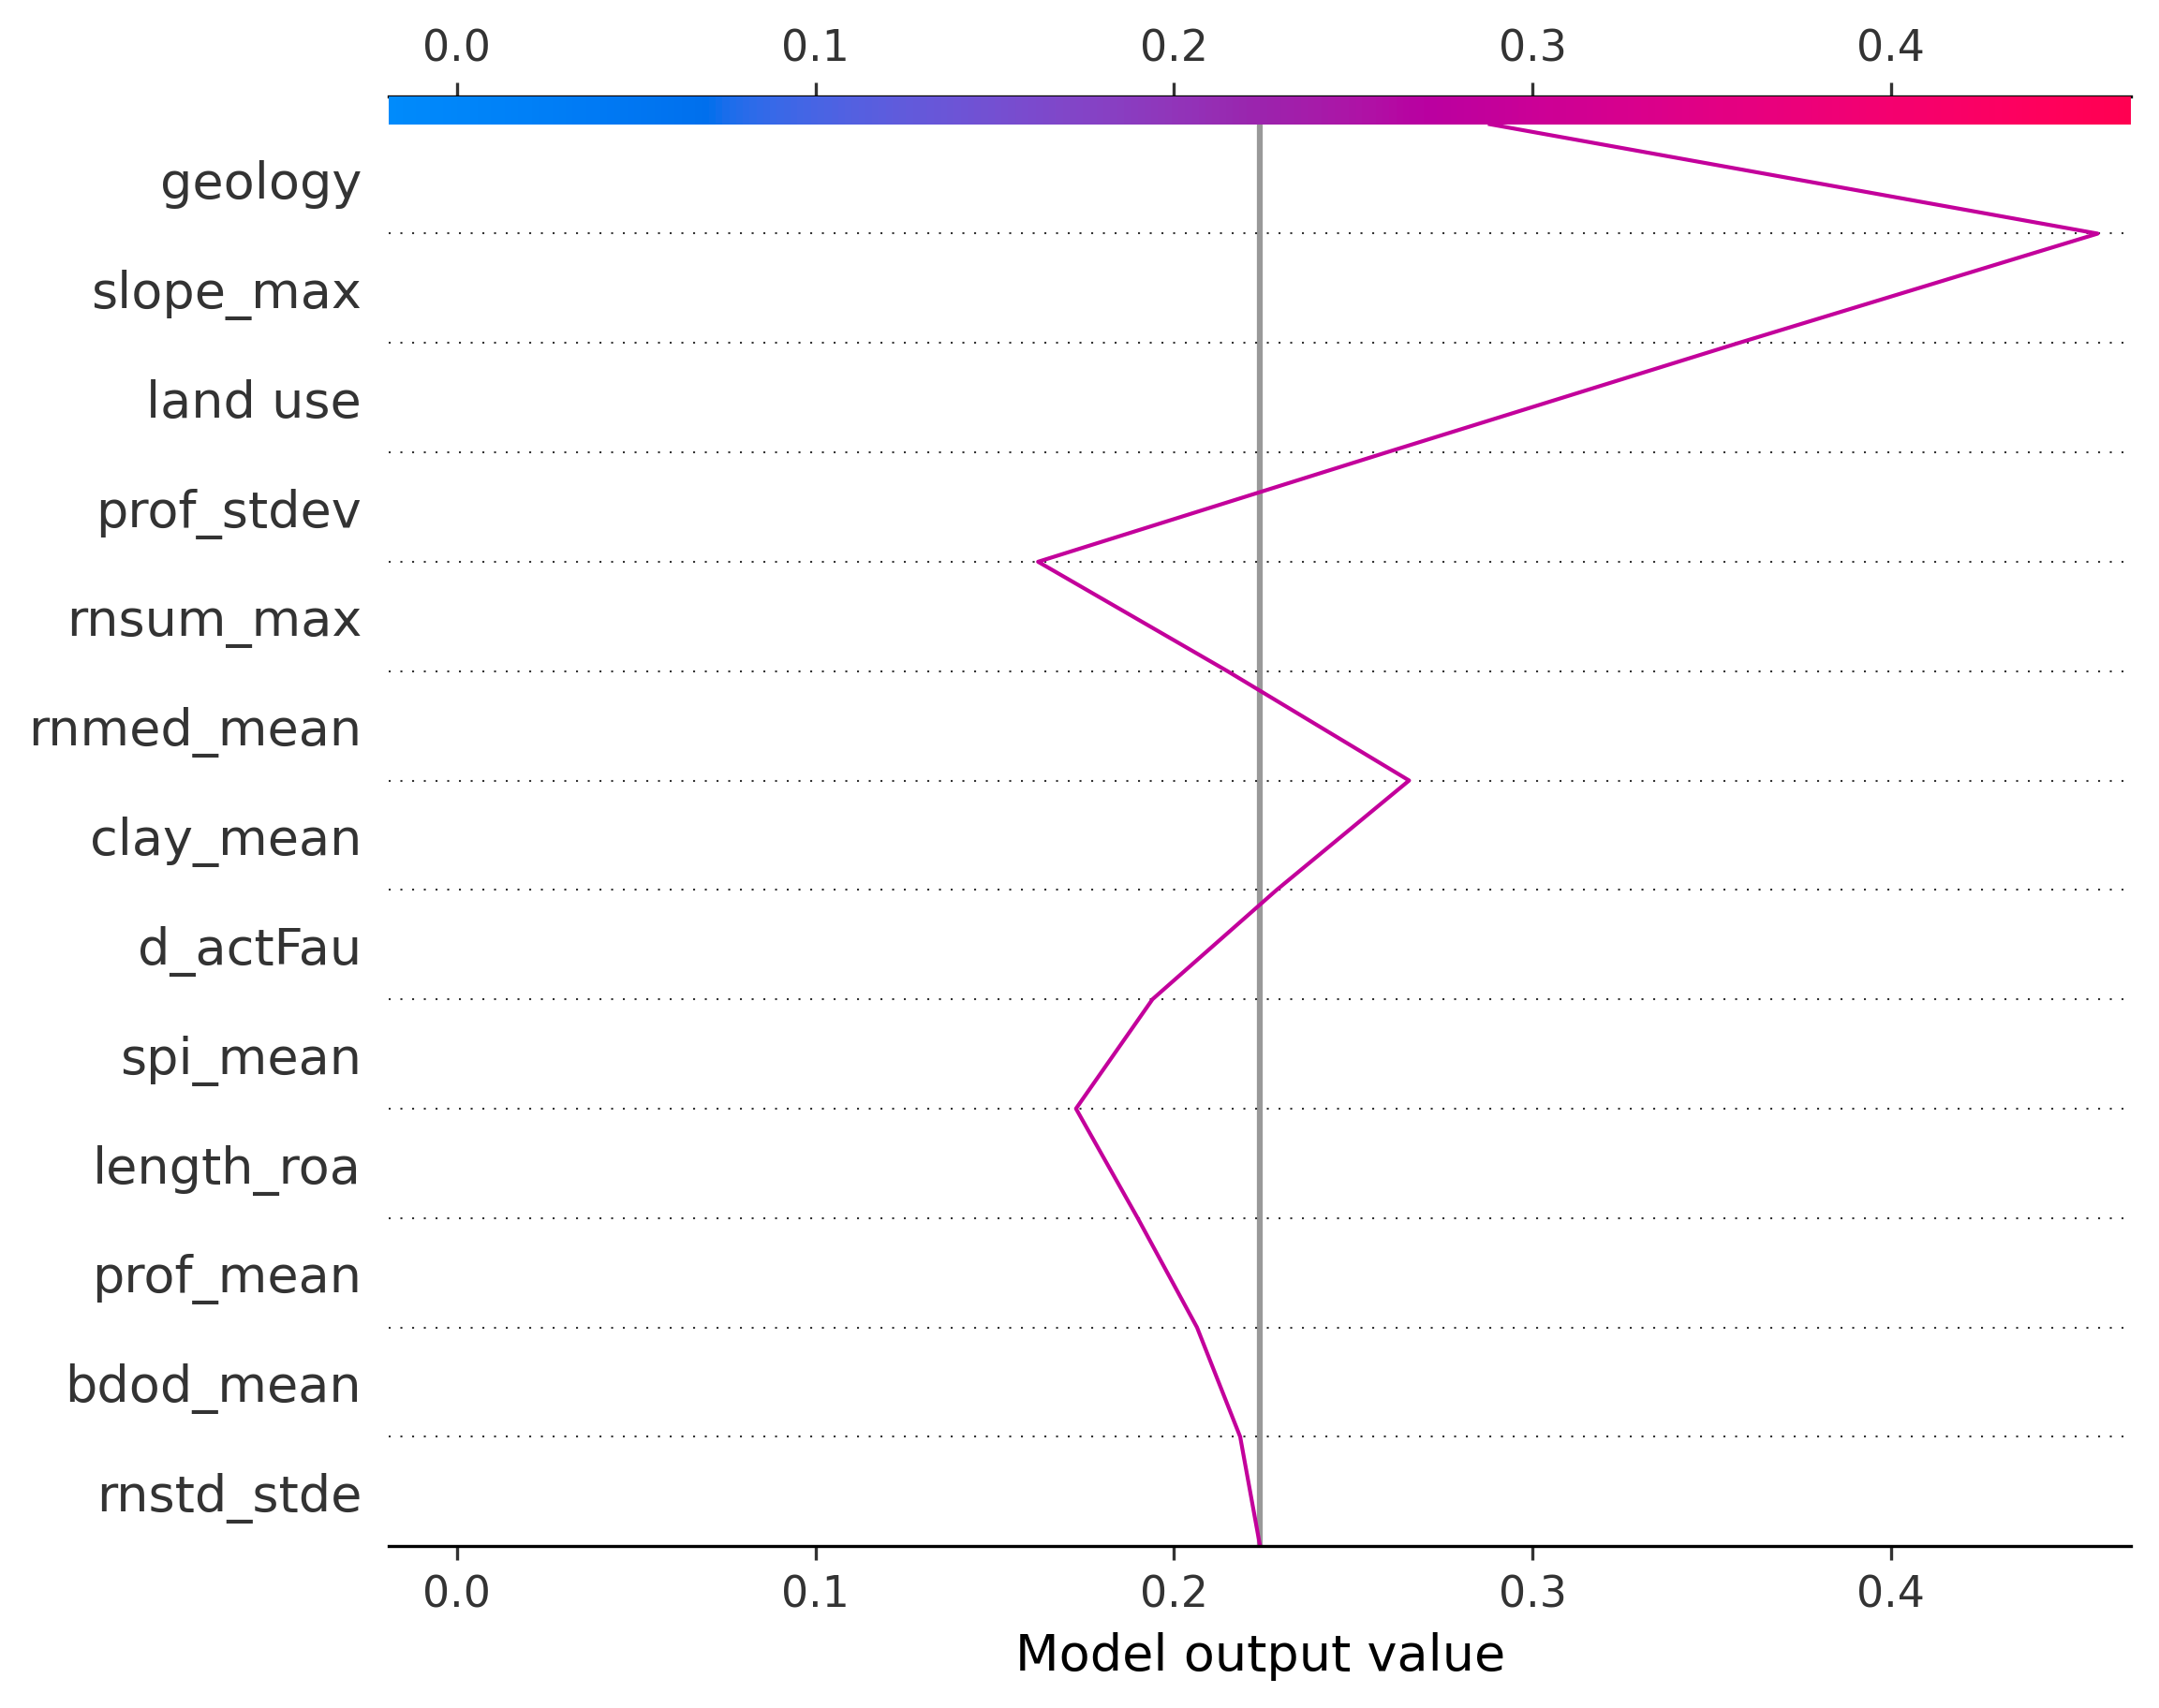 0.0 0.1 0.2 0.3 0.4
geology
slope_max
land use
prof_stdev
rnsum_max
rnmed_mean
clay_mean
d_actFau
spi_mean
length_roa
prof_mean
bdod_mean
rnstd_stde
0.0 0.1 0.2 0.3 0.4
Model output value